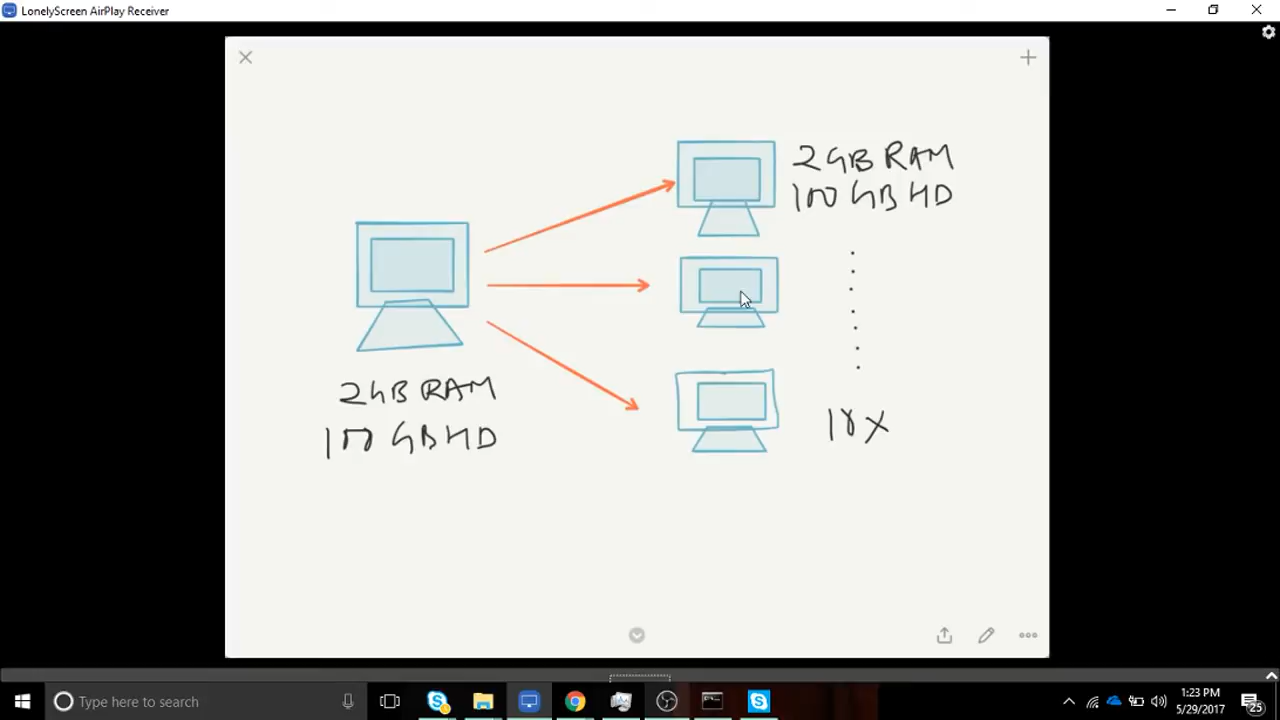 LonelyScreen AirPlay Receiver
2GB RAM
100 GB HD
2GB RAM
100 GB HD
10X
Type here to search
1:23 PM
5/29/2017
25